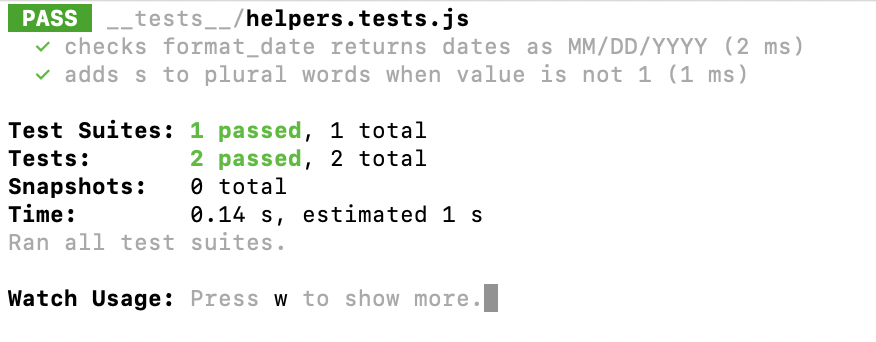 PASS __tests__/helpers.tests.js
✓ checks format_date returns dates as MM/DD/YYYY (2 ms)
✓ adds s to plural words when value is not 1 (1 ms)
Test Suites: 1 passed, 1 total
Tests: 2 passed, 2 total
Snapshots: 0 total
Time: 0.14 s, estimated 1 s
Ran all test suites.
Watch Usage: Press w to show more.